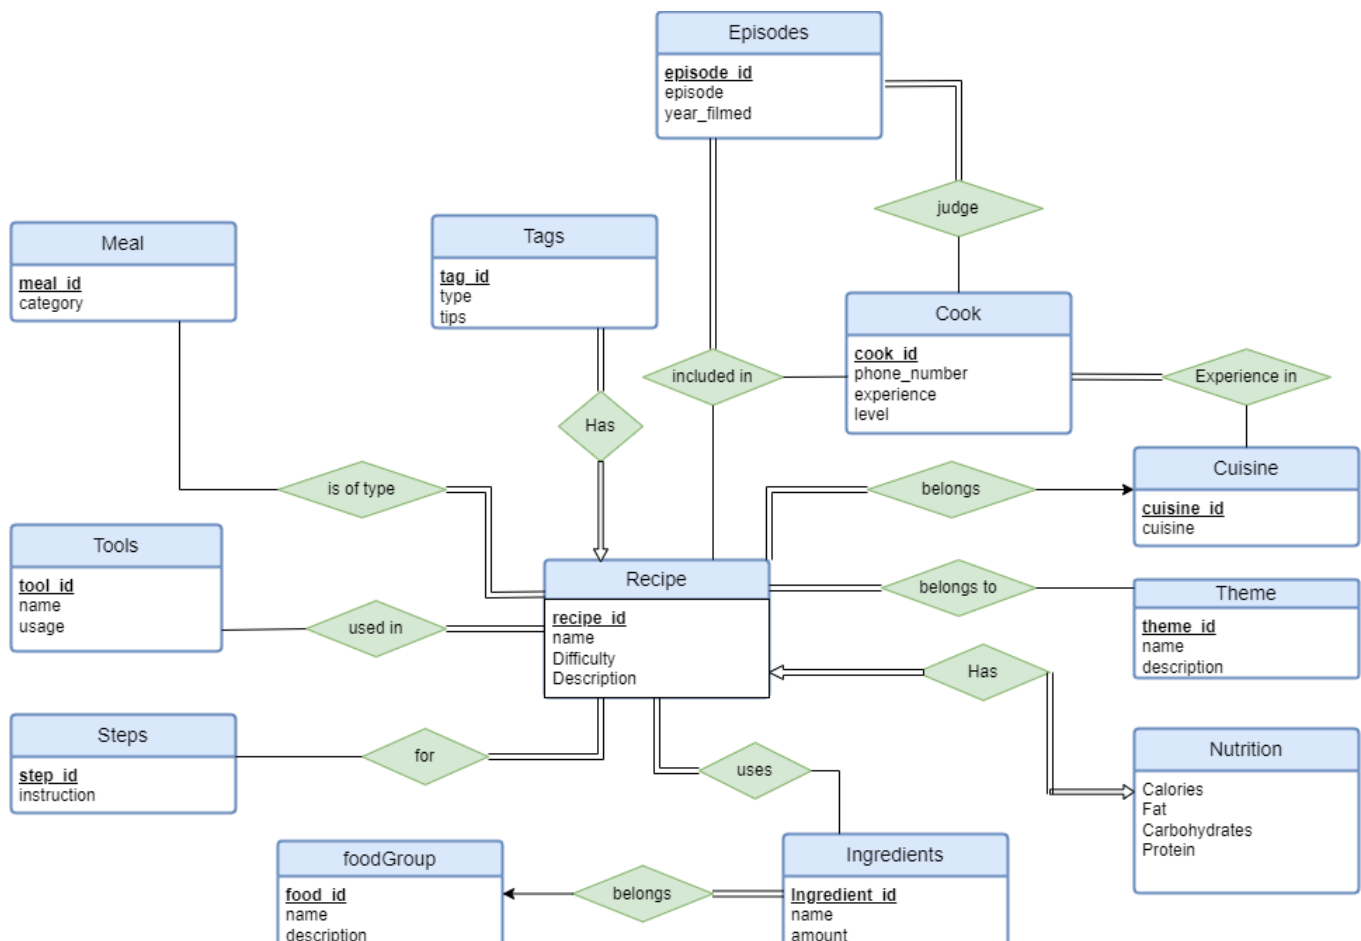 Episodes
episode_id
episode
year_filmed
judge
Meal
meal_id
category
Tags
tag_id
type
tips
Cook
cook_id
phone_number
experience
level
included in
Experience in
Has
is of type
belongs
Cuisine
cuisine_id
cuisine
Tools
tool_id
name
usage
used in
Recipe
recipe_id
name
Difficulty
Description
belongs to
Theme
theme_id
name
description
Has
Steps
step_id
instruction
for
uses
Nutrition
Calories
Fat
Carbohydrates
Protein
foodGroup
food_id
name
description
belongs
Ingredients
Ingredient_id
name
amount